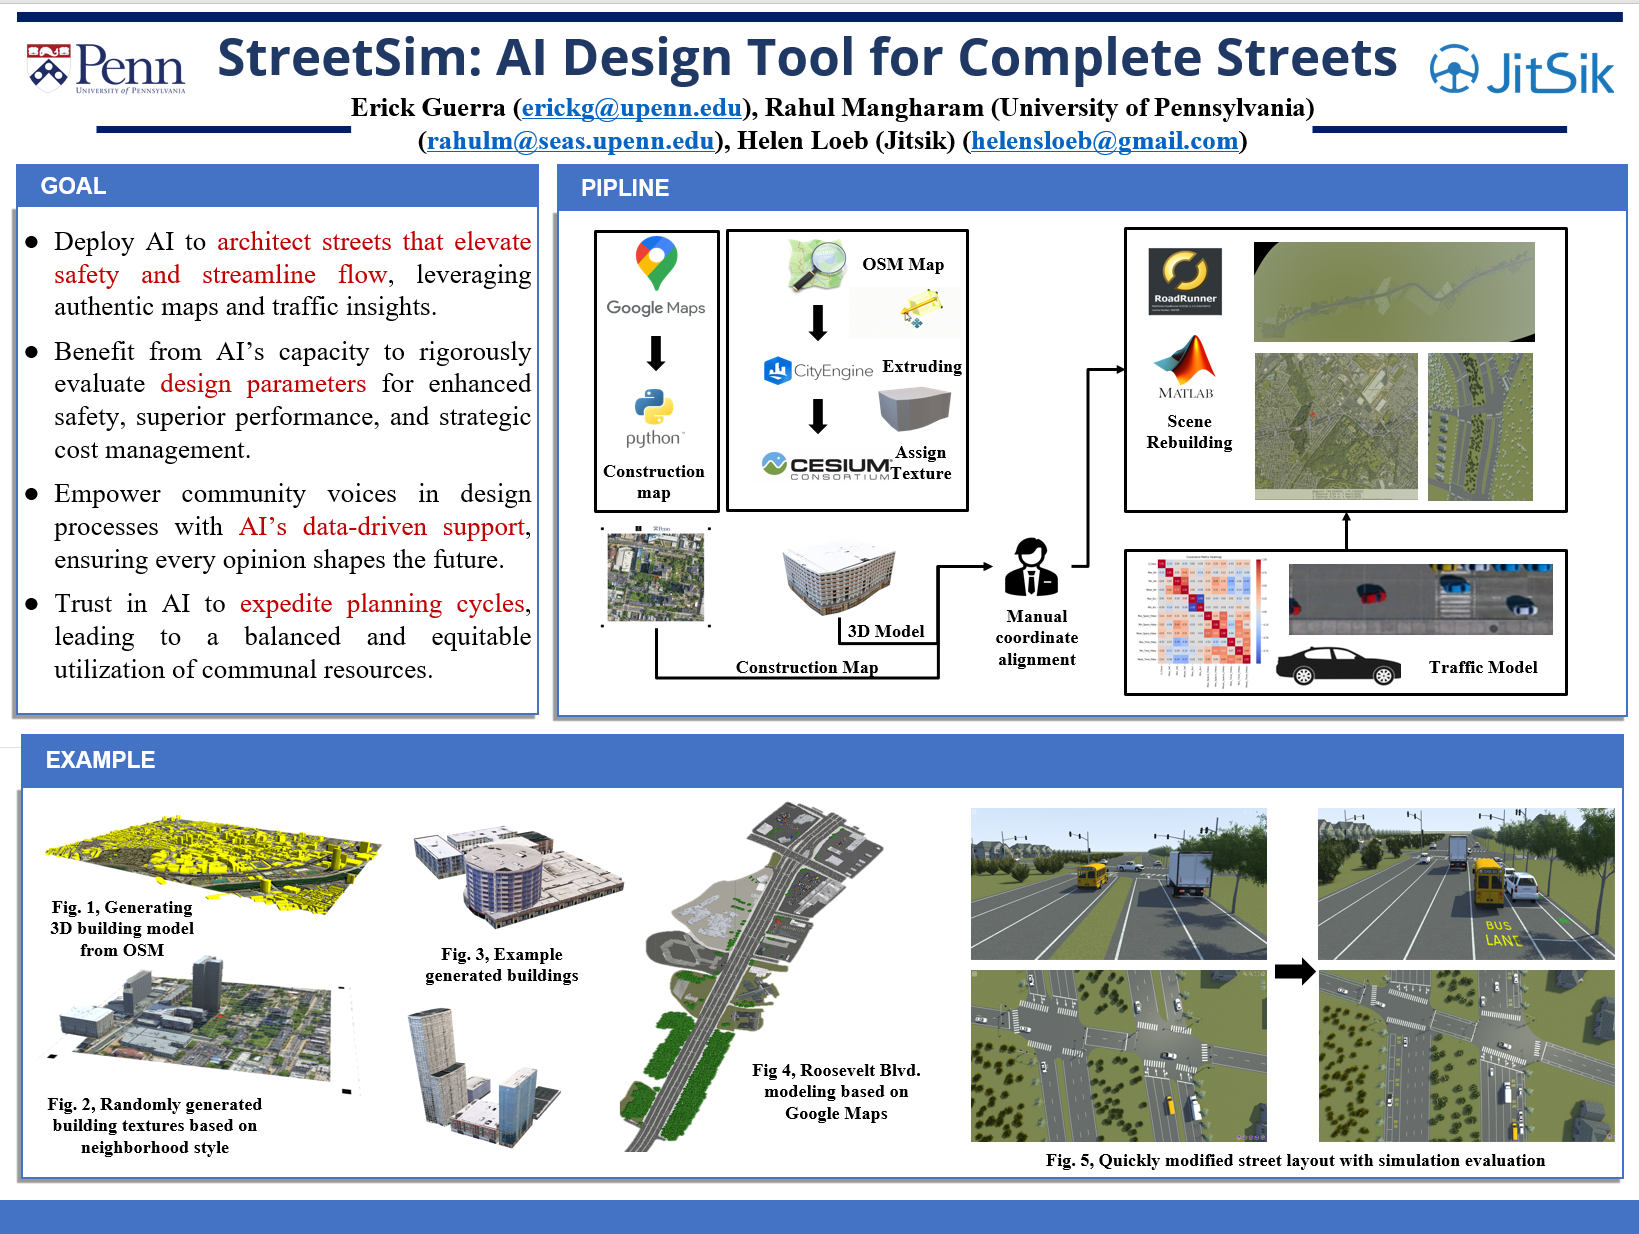 Penn
UNIVERSITY OF PENNSYLVANIA
StreetSim: AI Design Tool for Complete Streets
JitSik
Erick Guerra (erickg@upenn.edu), Rahul Mangharam (University of Pennsylvania)
(rahulm@seas.upenn.edu), Helen Loeb (Jitsik) (helensloeb@gmail.com)
GOAL
● Deploy AI to architect streets that elevate
safety and streamline flow, leveraging
authentic maps and traffic insights.
● Benefit from AI’s capacity to rigorously
evaluate design parameters for enhanced
safety, superior performance, and strategic
cost management.
● Empower community voices in design
processes with AI’s data-driven support,
ensuring every opinion shapes the future.
● Trust in AI to expedite planning cycles,
leading to a balanced and equitable
utilization of communal resources.
PIPLINE
Google Maps
python
Construction
map
OSM Map
CityEngine
Extruding
CESIUM
CONSORTIUM
Assign
Texture
3D Model
Construction Map
Manual
coordinate
alignment
RoadRunner
MATLAB
Scene
Rebuilding
Traffic Model
EXAMPLE
Fig. 1, Generating
3D building model
from OSM
Fig. 2, Randomly generated
building textures based on
neighborhood style
Fig. 3, Example
generated buildings
Fig 4, Roosevelt Blvd.
modeling based on
Google Maps
BUS
LANE
Fig. 5, Quickly modified street layout with simulation evaluation